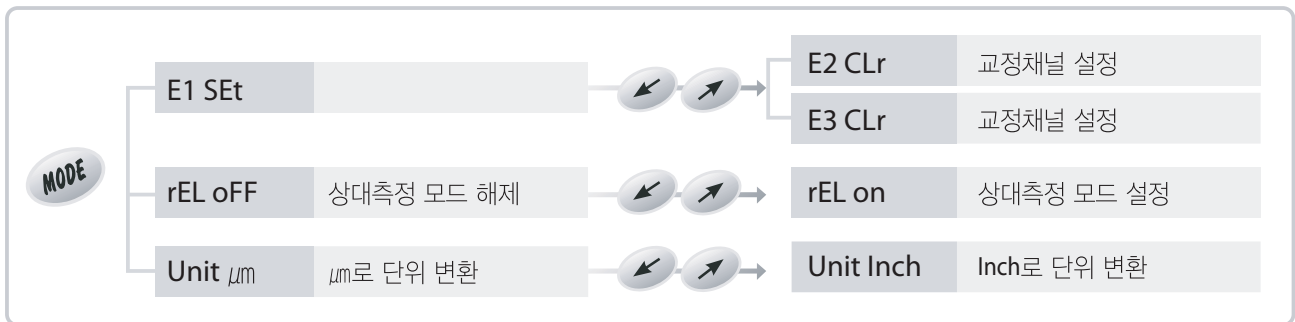 E2 CLr 교정채널 설정
E1 SEt
E3 CLr 교정채널 설정
MODE
rEL oFF 상대측정 모드 해제 rEL on 상대측정 모드 설정
Unit ㎛ ㎛로 단위 변환 Unit Inch Inch로 단위 변환